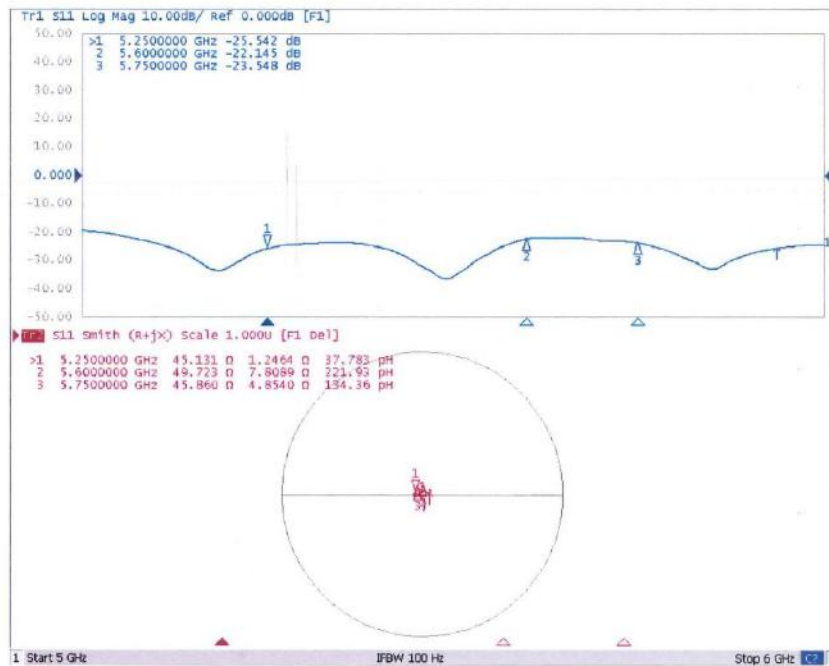 Tr1 S11 Log Mag 10.00dB/ Ref 0.000dB [F1]
50.00
>1 5.2500000 GHz -25.542 dB
2 5.6000000 GHz -22.145 dB
3 5.7500000 GHz -23.548 dB
40.00
30.00
20.00
10.00
0.000
-10.00
-20.00
-30.00
-40.00
-50.00
1
2
3
1
Tr2 S11 Smith (R+jX) Scale 1.000U [F1 Del]
>1 5.2500000 GHz 45.131 Ω 1.2464 Ω 37.783 pH
2 5.6000000 GHz 49.723 Ω 7.8089 Ω 221.93 pH
3 5.7500000 GHz 45.860 Ω 4.8540 Ω 134.36 pH
1
1 Start 5 GHz IFBW 100 Hz Stop 6 GHz C?